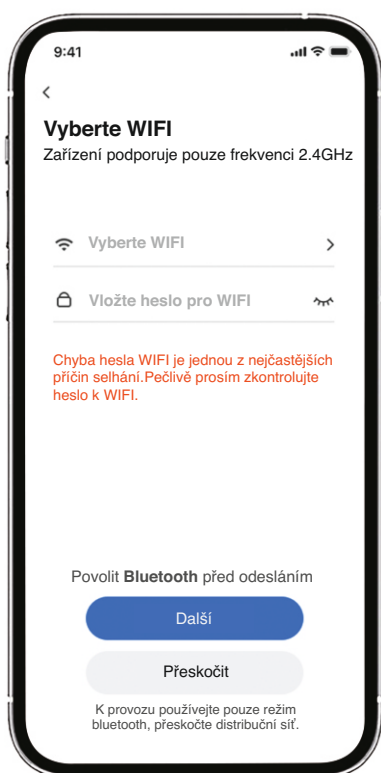 9:41
Vyberte WIFI
Zařízení podporuje pouze frekvenci 2.4GHz
Vyberte WIFI
Vložte heslo pro WIFI
Chyba hesla WIFI je jednou z nejčastějších
příčin selhání.Pečlivě prosím zkontrolujte
heslo k WIFI.
Povolit Bluetooth před odesláním
Další
Přeskočit
K provozu používejte pouze režim
bluetooth, přeskočte distribuční síť.